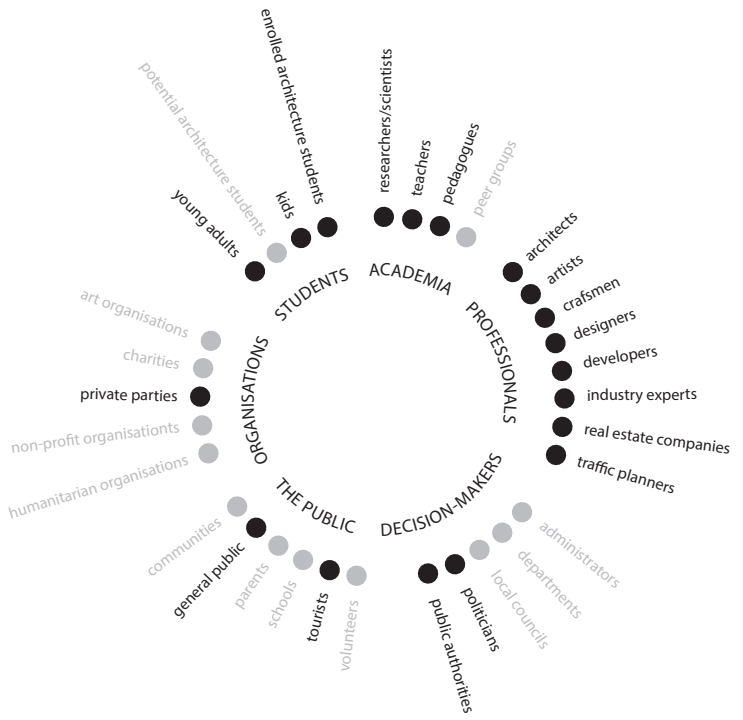 STUDENTS
young adults
potential architecture students
kids
enrolled architecture students
ACADEMIA
researchers/scientists
teachers
pedagogues
peer groups
PROFESSIONALS
architects
artists
crafsmen
designers
developers
industry experts
real estate companies
traffic planners
DECISION-MAKERS
administrators
departments
local councils
politicians
public authorities
THE PUBLIC
volunteers
tourists
schools
parents
general public
communities
ORGANISATIONS
humanitarian organisations
non-profit organisationts
private parties
charities
art organisations